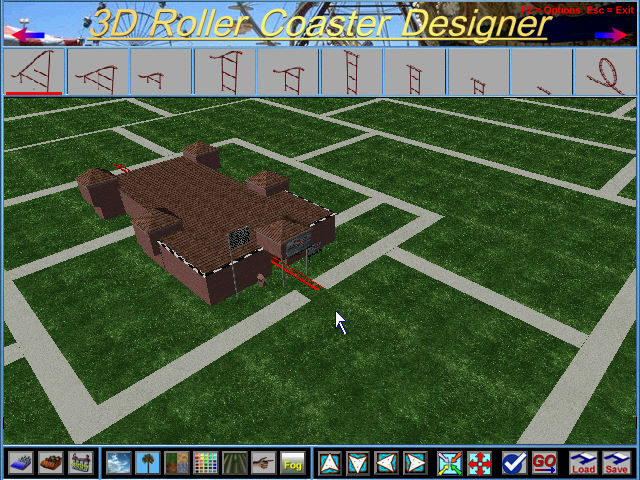 3D Roller Coaster Designer
F2 = Options Esc = Exit
Fog
GO
Load
Save